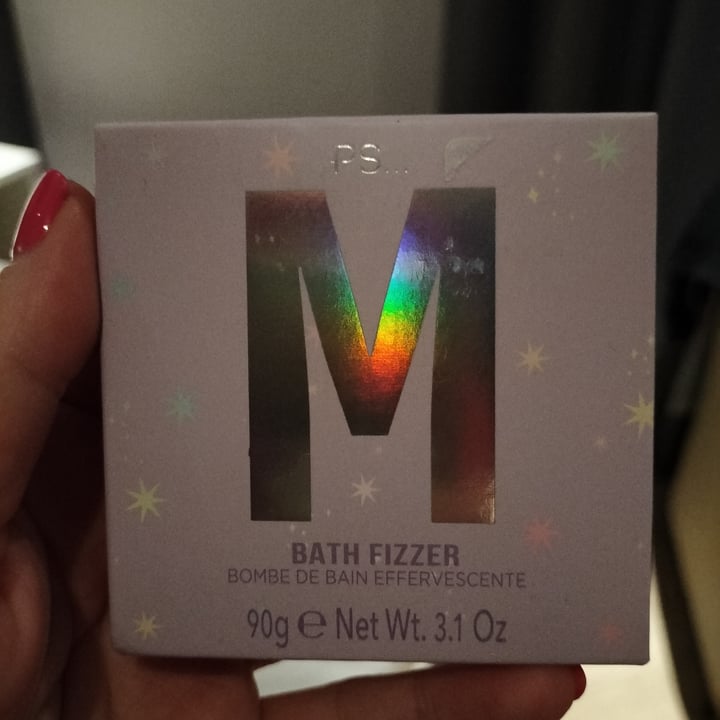 PS...
M
BATH FIZZER
BOMBE DE BAIN EFFERVESCENTE
90g ℮ Net Wt. 3.1 Oz